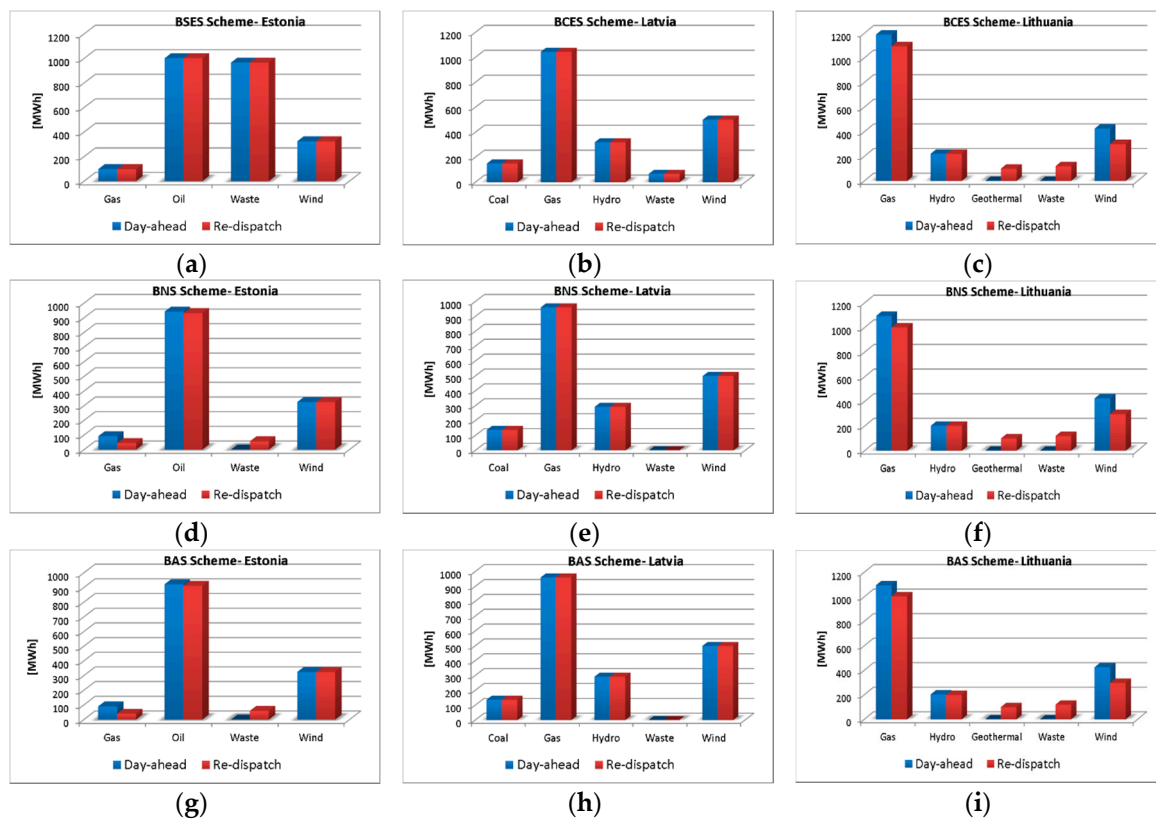 BSES Scheme- Estonia
1200
1000
800
600
400
200
0
[MWh]
Gas Oil Waste Wind
Day-ahead Re-dispatch
(a)
BCES Scheme- Latvia
1200
1000
800
600
400
200
0
[MWh]
Coal Gas Hydro Waste Wind
Day-ahead Re-dispatch
(b)
BCES Scheme- Lithuania
1200
1000
800
600
400
200
0
[MWh]
Gas Hydro Geothermal Waste Wind
Day-ahead Re-dispatch
(c)
BNS Scheme- Estonia
1000
900
800
700
600
500
400
300
200
100
0
[MWh]
Gas Oil Waste Wind
Day-ahead Re-dispatch
(d)
BNS Scheme- Latvia
1000
900
800
700
600
500
400
300
200
100
0
[MWh]
Coal Gas Hydro Waste Wind
Day-ahead Re-dispatch
(e)
BNS Scheme- Lithuania
1200
1000
800
600
400
200
0
[MWh]
Gas Hydro Geothermal Waste Wind
Day-ahead Re-dispatch
(f)
BAS Scheme- Estonia
1000
900
800
700
600
500
400
300
200
100
0
[MWh]
Gas Oil Waste Wind
Day-ahead Re-dispatch
(g)
BAS Scheme- Latvia
1000
900
800
700
600
500
400
300
200
100
0
[MWh]
Coal Gas Hydro Waste Wind
Day-ahead Re-dispatch
(h)
BAS Scheme- Lithuania
1200
1000
800
600
400
200
0
[MWh]
Gas Hydro Geothermal Waste Wind
Day-ahead Re-dispatch
(i)